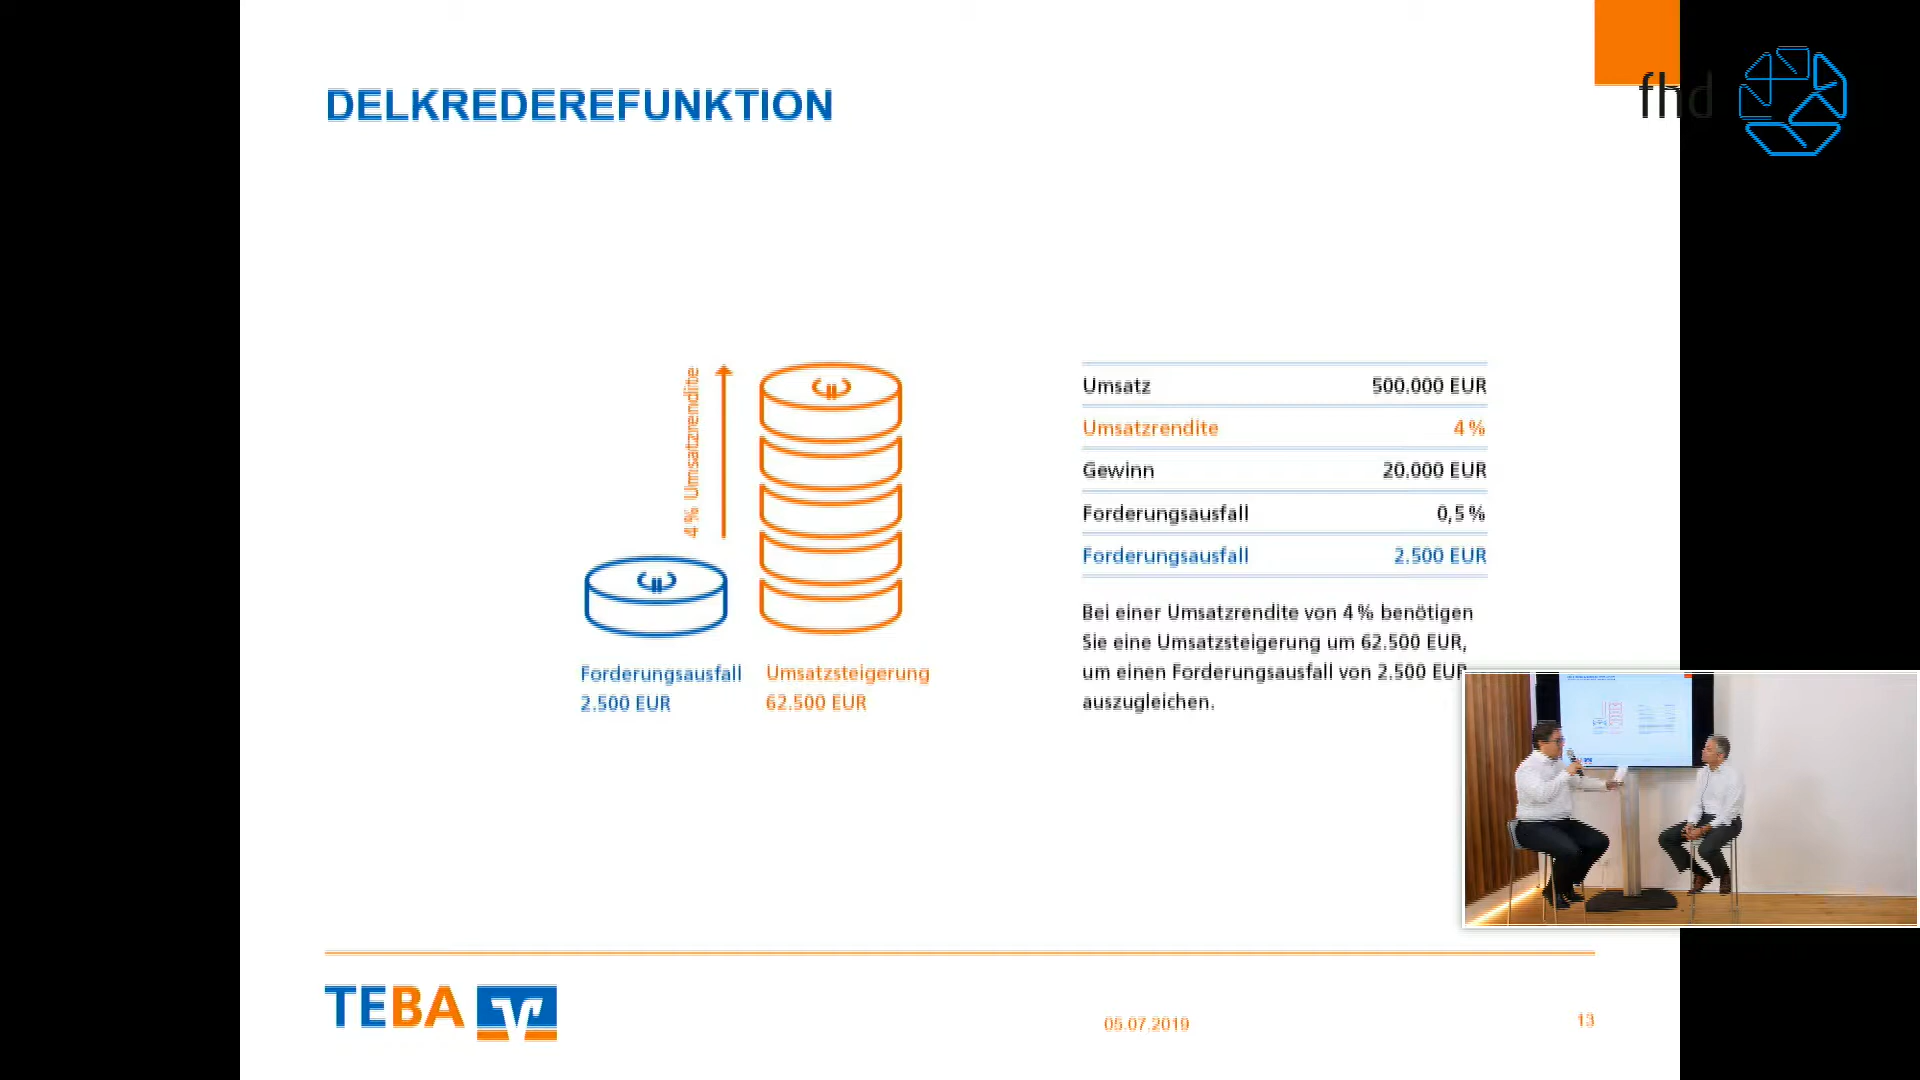 DELKREDEREFUNKTION
fhd
4 % Umsatzrendite
Forderungsausfall
2.500 EUR
Umsatzsteigerung
62.500 EUR
Umsatz 500.000 EUR
Umsatzrendite 4 %
Gewinn 20.000 EUR
Forderungsausfall 0,5 %
Forderungsausfall 2.500 EUR
Bei einer Umsatzrendite von 4 % benötigen
Sie eine Umsatzsteigerung um 62.500 EUR,
um einen Forderungsausfall von 2.500 EUR
auszugleichen.
TEBA
05.07.2019
13